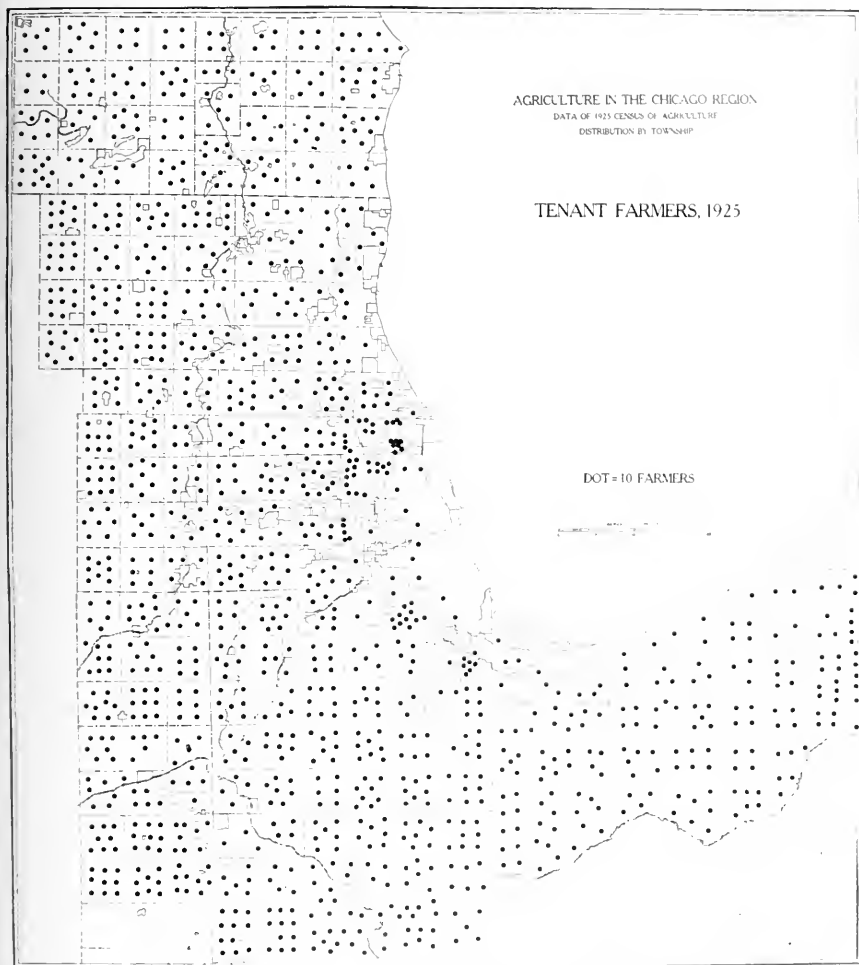 AGRICULTURE IN THE CHICAGO REGION
DATA OF 1925 CENSUS OF AGRICULTURE
DISTRIBUTION BY TOWNSHIP
TENANT FARMERS, 1925
DOT = 10 FARMERS